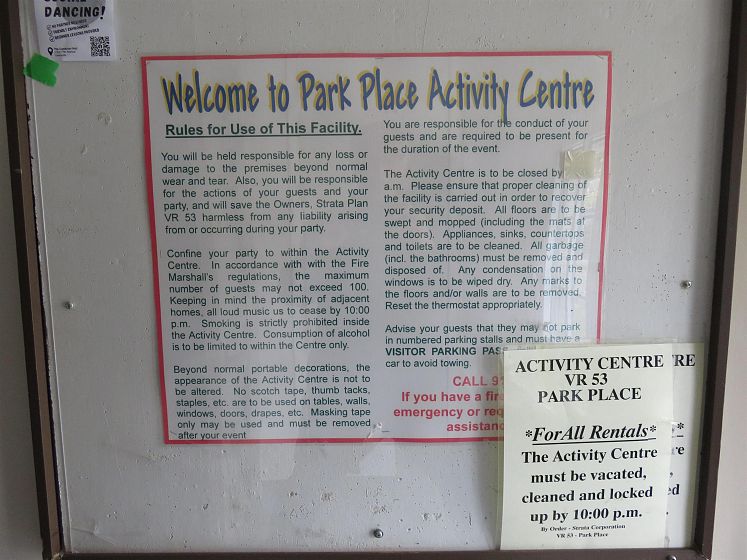 DANCING!
Welcome to Park Place Activity Centre
Rules for Use of This Facility.
You will be held responsible for any loss or
damage to the premises beyond normal
wear and tear. Also, you will be responsible
for the actions of your guests and your
party, and will save the Owners, Strata Plan
VR 53 harmless from any liability arising
from or occurring during your party.
Confine your party to within the Activity
Centre. In accordance with with the Fire
Marshall's regulations, the maximum
number of guests may not exceed 100.
Keeping in mind the proximity of adjacent
homes, all loud music us to cease by 10:00
p.m. Smoking is strictly prohibited inside
the Activity Centre. Consumption of alcohol
is to be limited to within the Centre only.
Beyond normal portable decorations, the
appearance of the Activity Centre is not to
be altered. No scotch tape, thumb tacks,
staples, etc. are to be used on tables, walls,
windows, doors, drapes, etc. Masking tape
only may be used and must be removed
after your event
You are responsible for the conduct of your
guests and are required to be present for
the duration of the event.
The Activity Centre is to be closed by
a.m. Please ensure that proper cleaning of
the facility is carried out in order to recover
your security deposit. All floors are to be
swept and mopped (including the mats at
the doors). Appliances, sinks, countertops
and toilets are to be cleaned. All garbage
(incl. the bathrooms) must be removed and
disposed of. Any condensation on the
windows is to be wiped dry. Any marks to
the floors and/or walls are to be removed.
Reset the thermostat appropriately.
Advise your guests that they may not park
in numbered parking stalls and must have a
VISITOR PARKING PASS
car to avoid towing.
CALL 9
If you have a fir
emergency or req
assistanc
ACTIVITY CENTRE
VR 53
PARK PLACE
*For All Rentals*
The Activity Centre
must be vacated,
cleaned and locked
up by 10:00 p.m.
By Order - Strata Corporation
VR 53 - Park Place
TRE